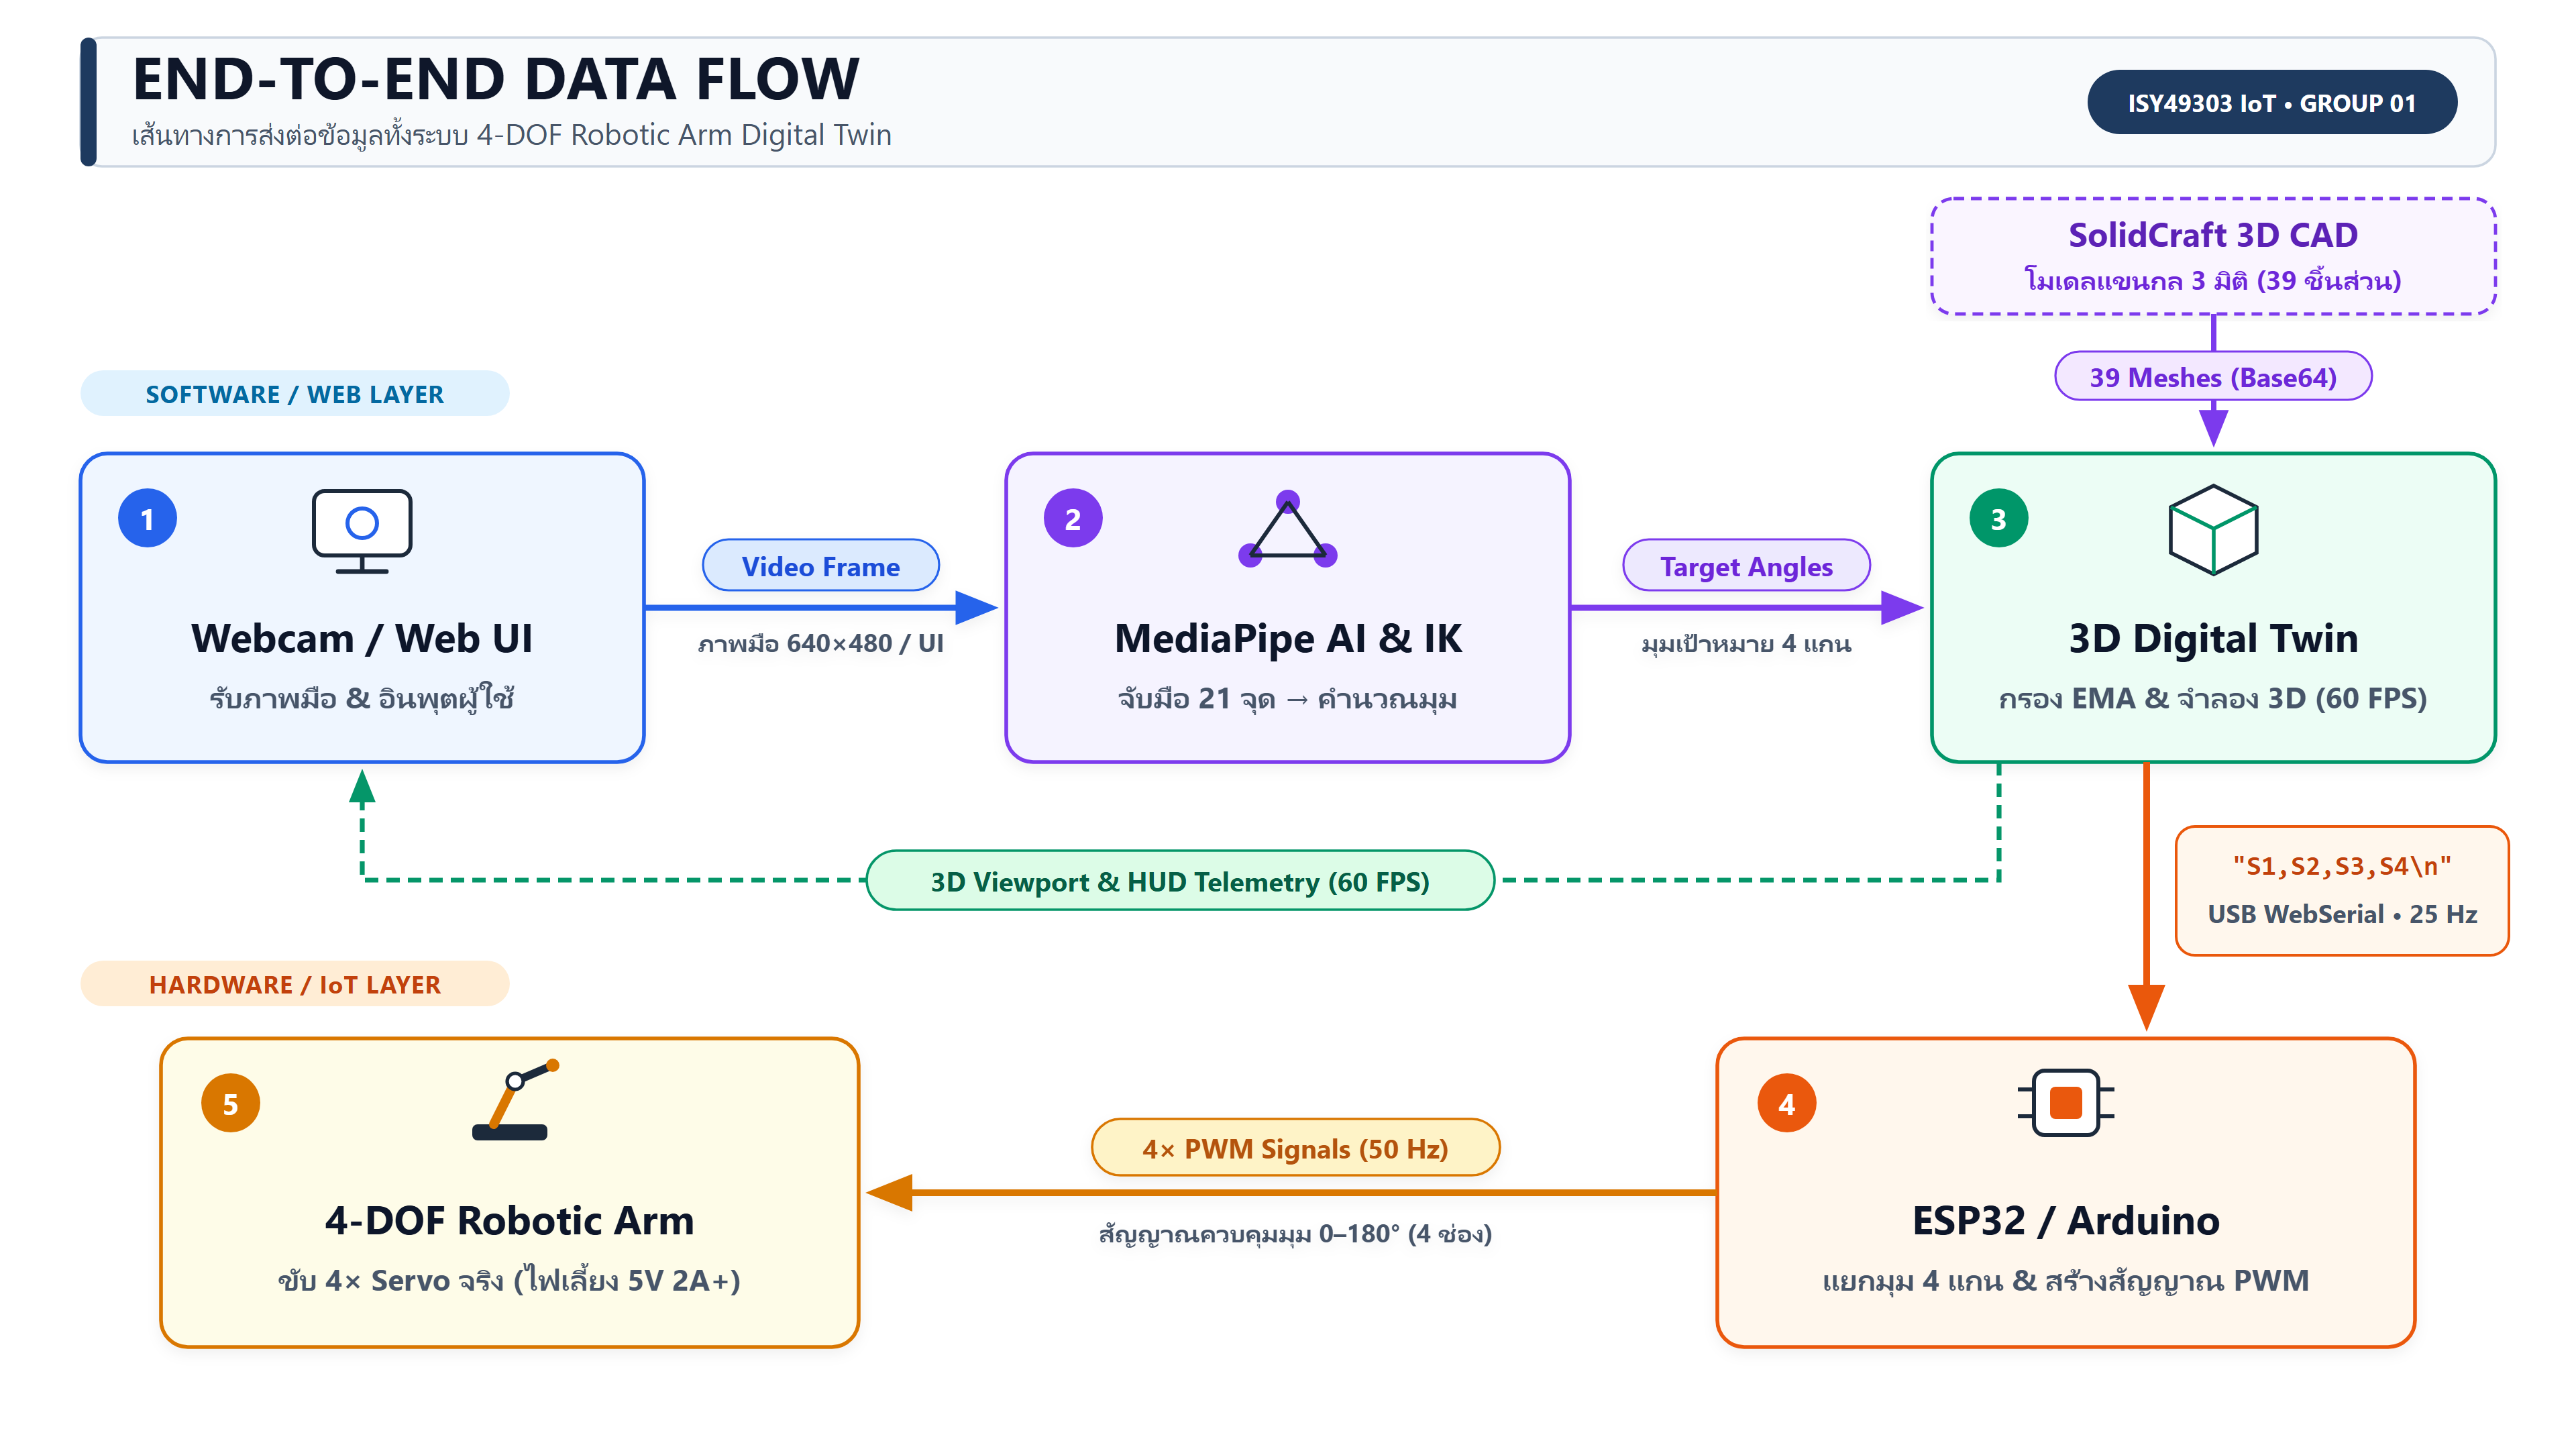 END-TO-END DATA FLOW
เส้นทางการส่งต่อข้อมูลทั้งระบบ 4-DOF Robotic Arm Digital Twin
ISY49303 IoT • GROUP 01
SolidCraft 3D CAD
โมเดลแขนกล 3 มิติ (39 ชิ้นส่วน)
39 Meshes (Base64)
SOFTWARE / WEB LAYER
1
Webcam / Web UI
รับภาพมือ & อินพุตผู้ใช้
Video Frame
ภาพมือ 640×480 / UI
2
MediaPipe AI & IK
จับมือ 21 จุด → คำนวณมุม
Target Angles
มุมเป้าหมาย 4 แกน
3
3D Digital Twin
กรอง EMA & จำลอง 3D (60 FPS)
3D Viewport & HUD Telemetry (60 FPS)
"S1,S2,S3,S4\n"
USB WebSerial • 25 Hz
HARDWARE / IoT LAYER
5
4-DOF Robotic Arm
ขับ 4× Servo จริง (ไฟเลี้ยง 5V 2A+)
4× PWM Signals (50 Hz)
สัญญาณควบคุมมุม 0–180° (4 ช่อง)
4
ESP32 / Arduino
แยกมุม 4 แกน & สร้างสัญญาณ PWM